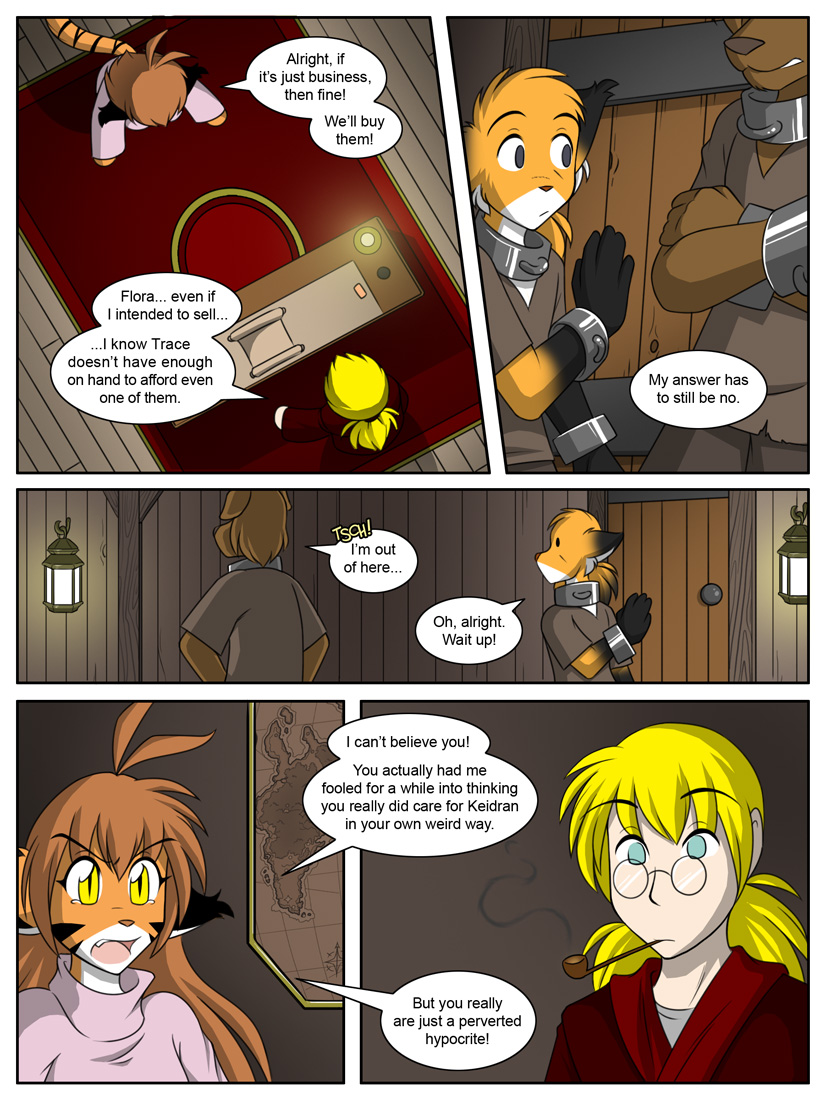 Alright, if
it's just business,
then fine!
We'll buy
them!
Flora... even if
I intended to sell...
...I know Trace
doesn't have enough
on hand to afford even
one of them.
My answer has
to still be no.
TSCH!
I'm out
of here...
Oh, alright.
Wait up!
I can't believe you!
You actually had me
fooled for a while into thinking
you really did care for Keidran
in your own weird way.
But you really
are just a perverted
hypocrite!